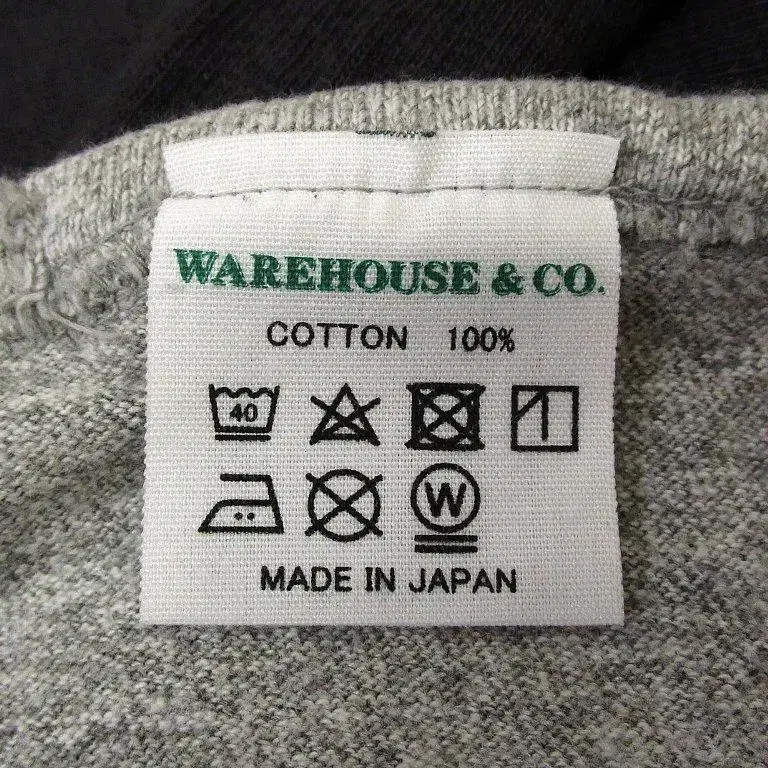 WAREHOUSE & CO.
COTTON 100%
40
W
MADE IN JAPAN